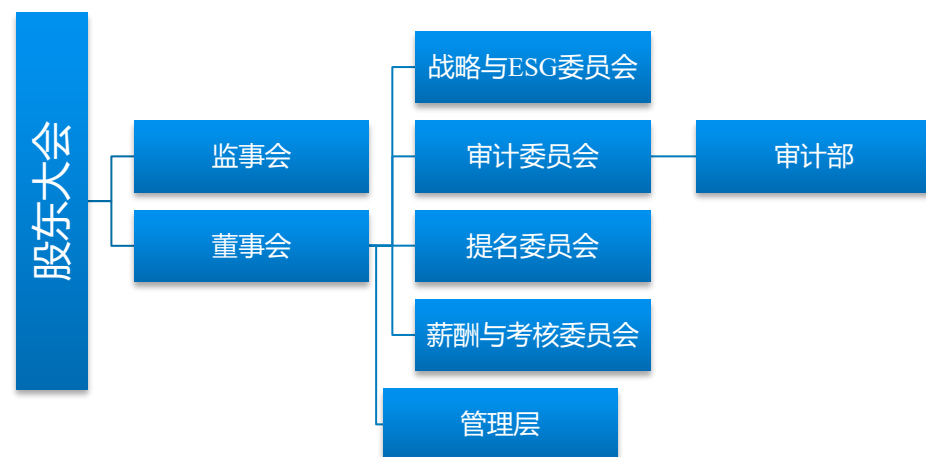 股东大会
监事会
董事会
战略与ESG委员会
审计委员会
审计部
提名委员会
薪酬与考核委员会
管理层